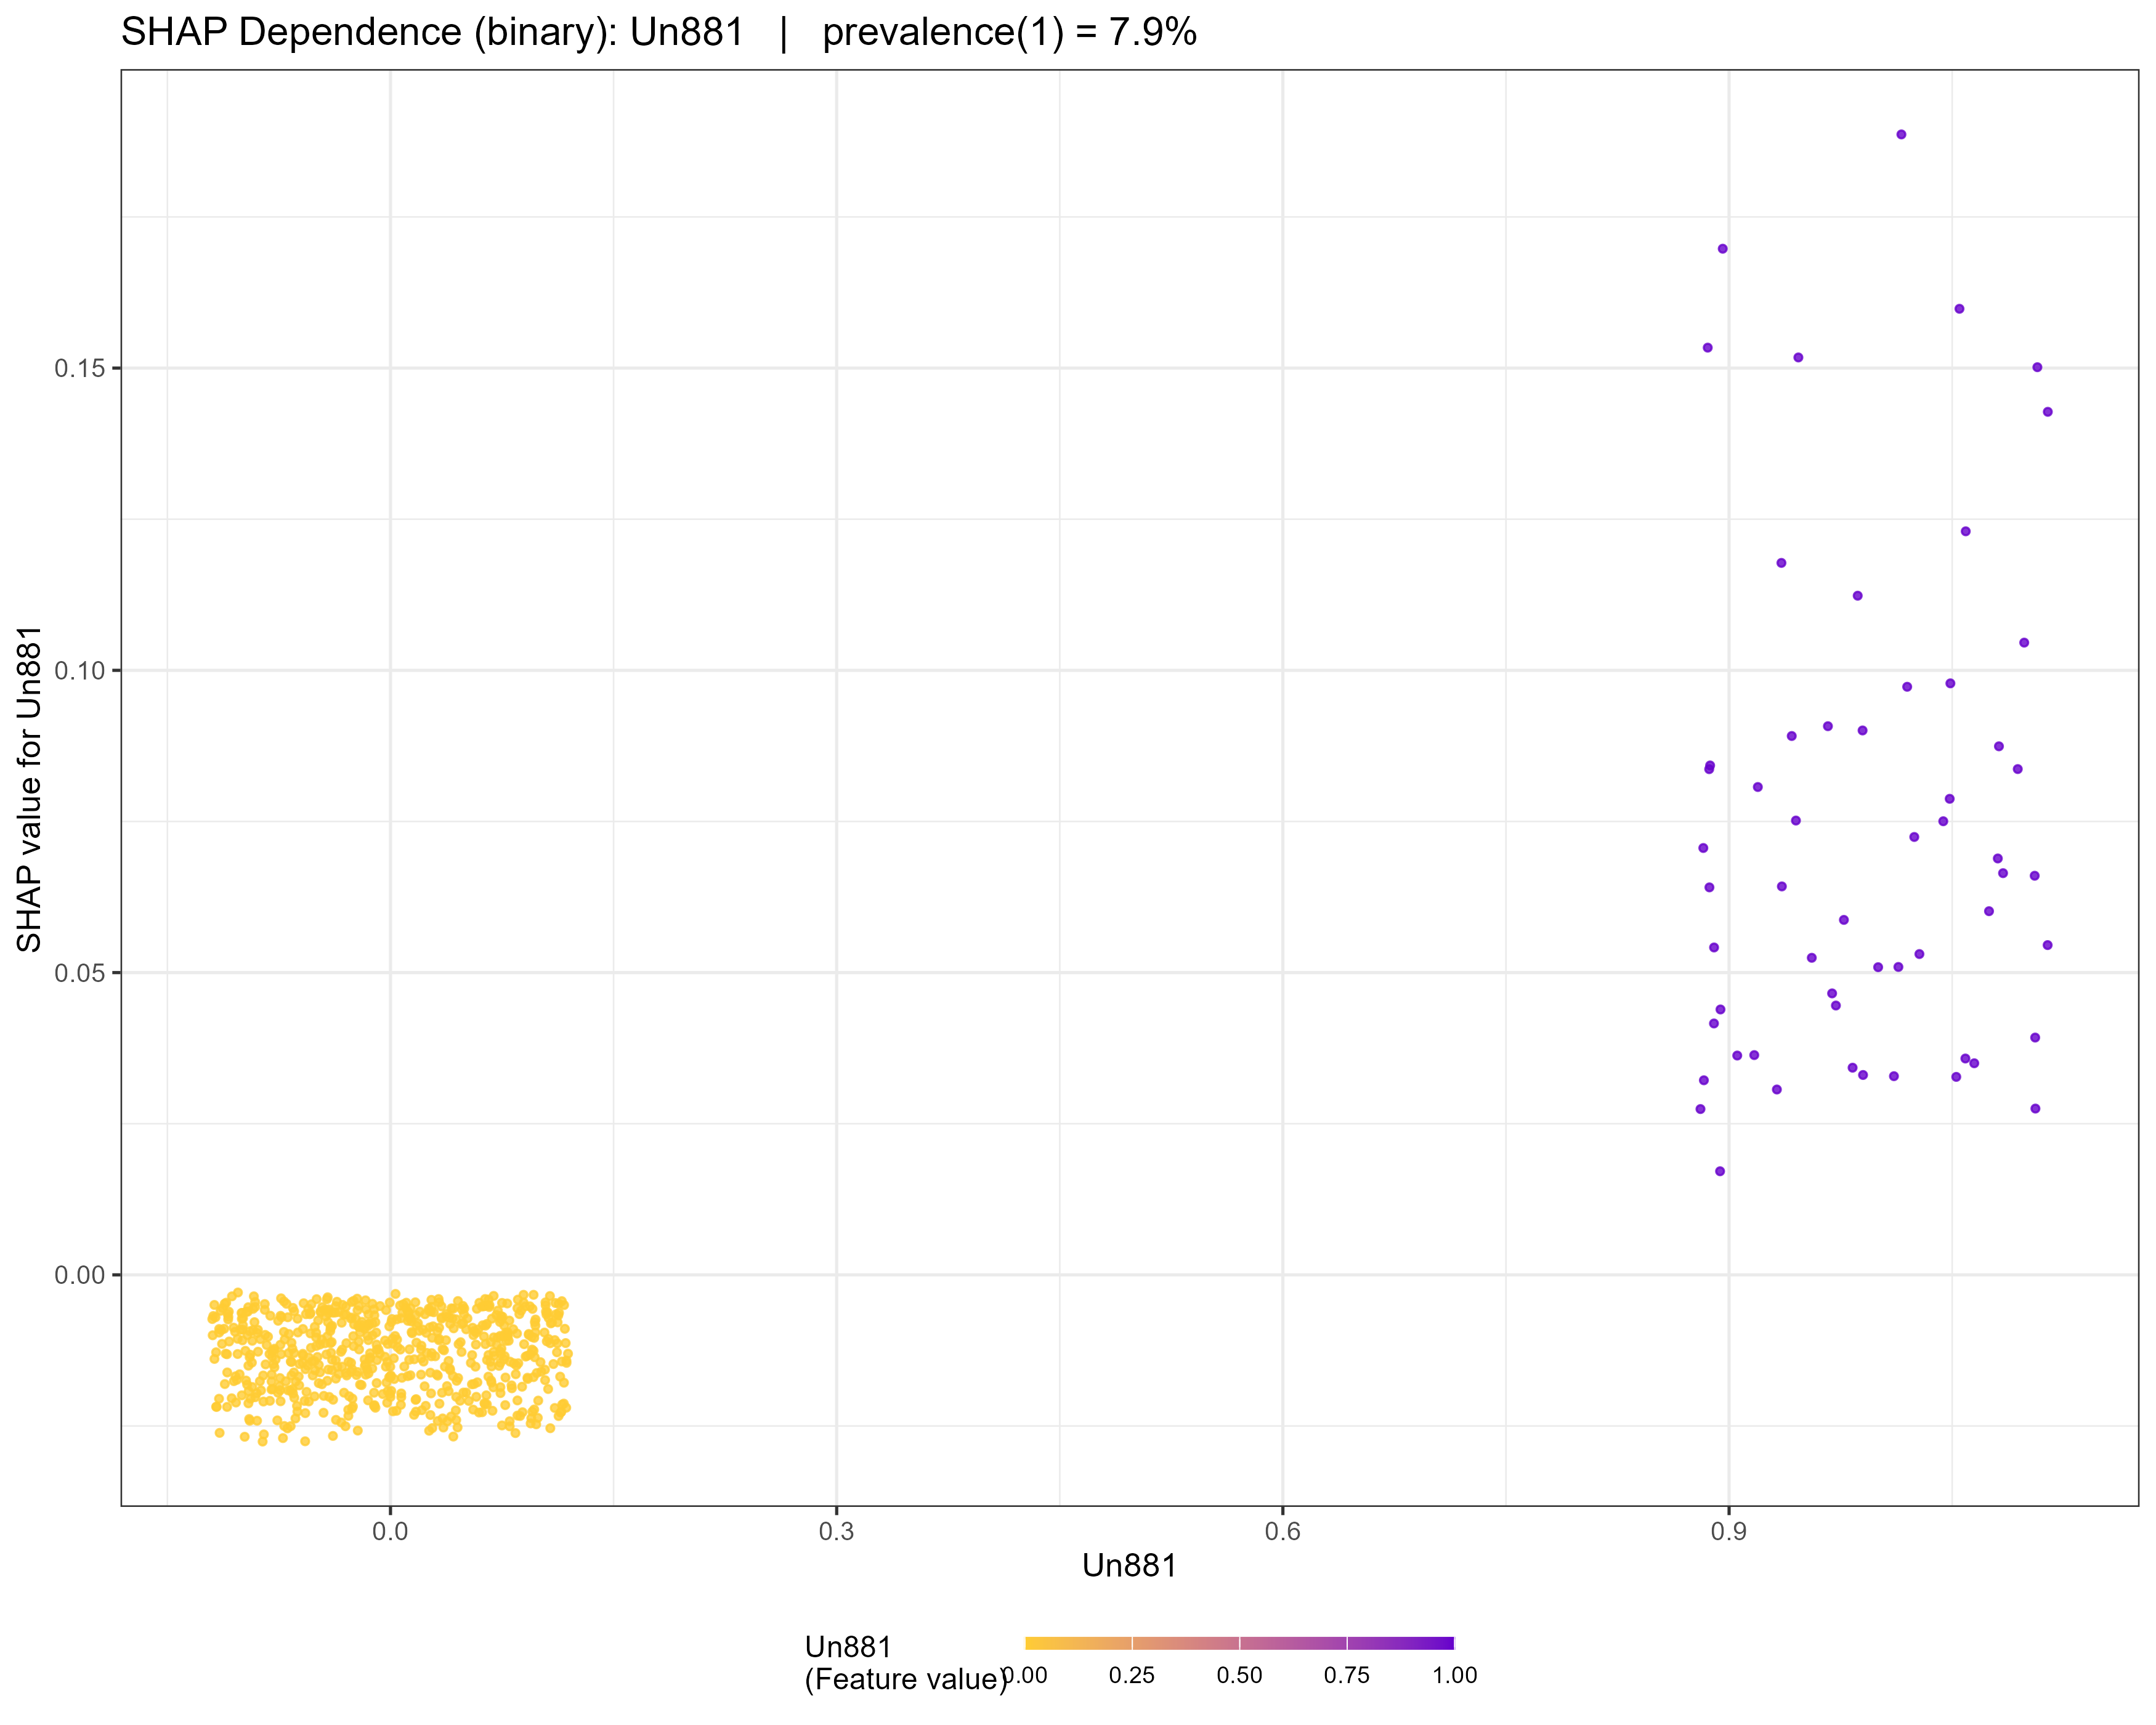 SHAP Dependence (binary): Un881 | prevalence(1) = 7.9%
SHAP value for Un881
0.15
0.10
0.05
0.00
0.0 0.3 0.6 0.9
Un881
Un881
(Feature value)
0.00 0.25 0.50 0.75 1.00